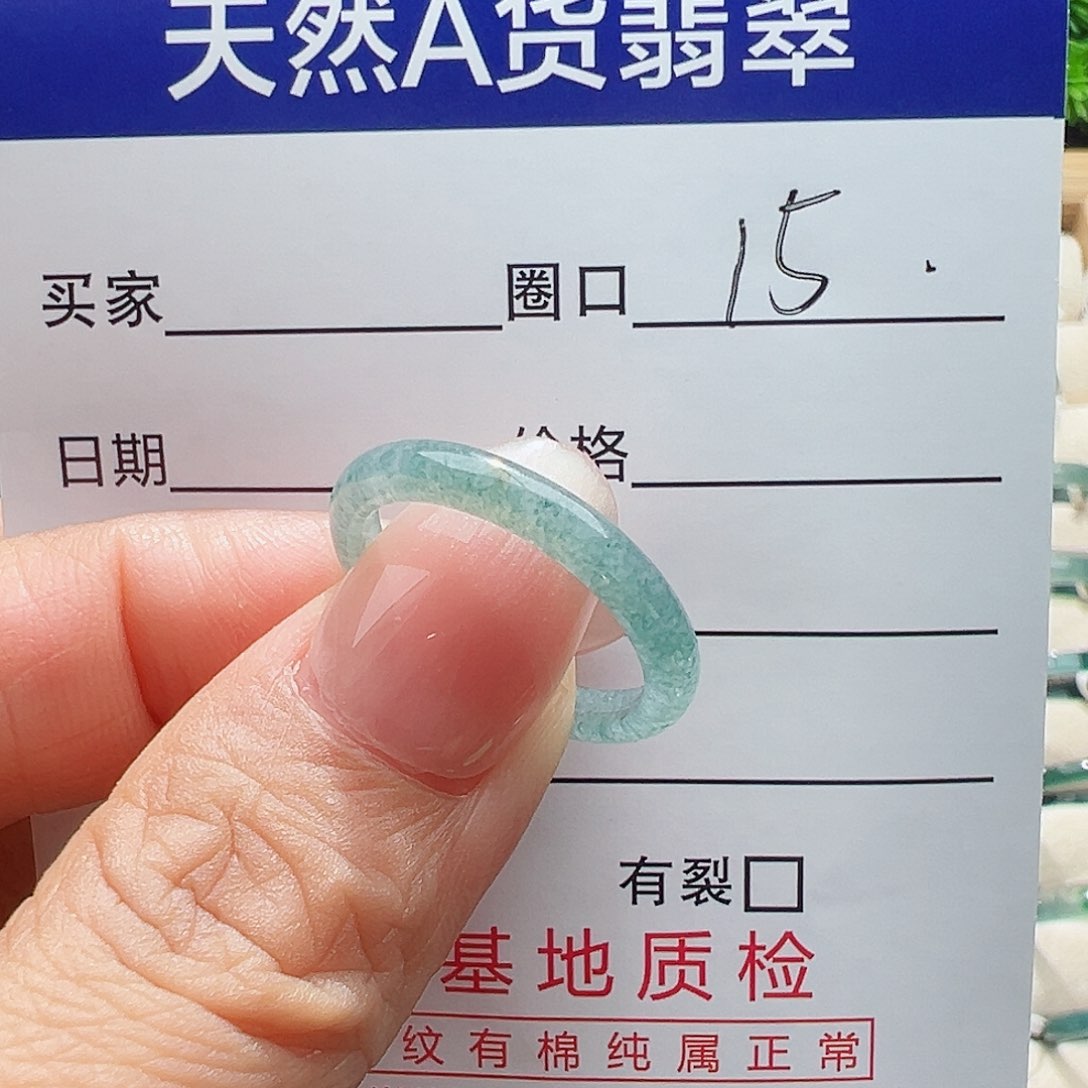 天然A货翡翠
买家 圈口 15.
日期 价格
有裂
基地质检
纹有棉纯属正常